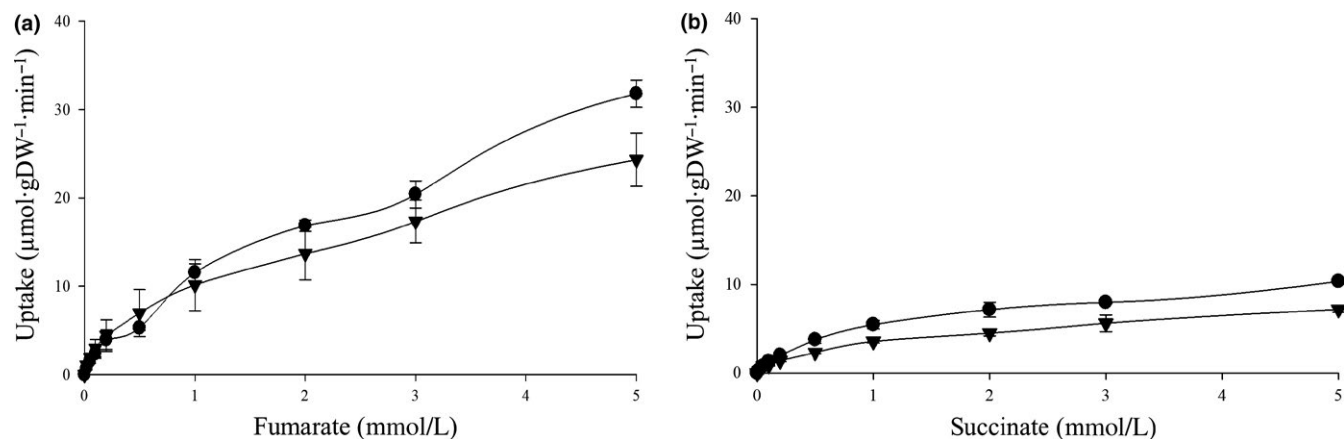 (a)
Uptake (µmol·gDW⁻¹·min⁻¹)
40
30
20
10
0
0 1 2 3 4 5
Fumarate (mmol/L)
(b)
Uptake (µmol·gDW⁻¹·min⁻¹)
40
30
20
10
0
0 1 2 3 4 5
Succinate (mmol/L)